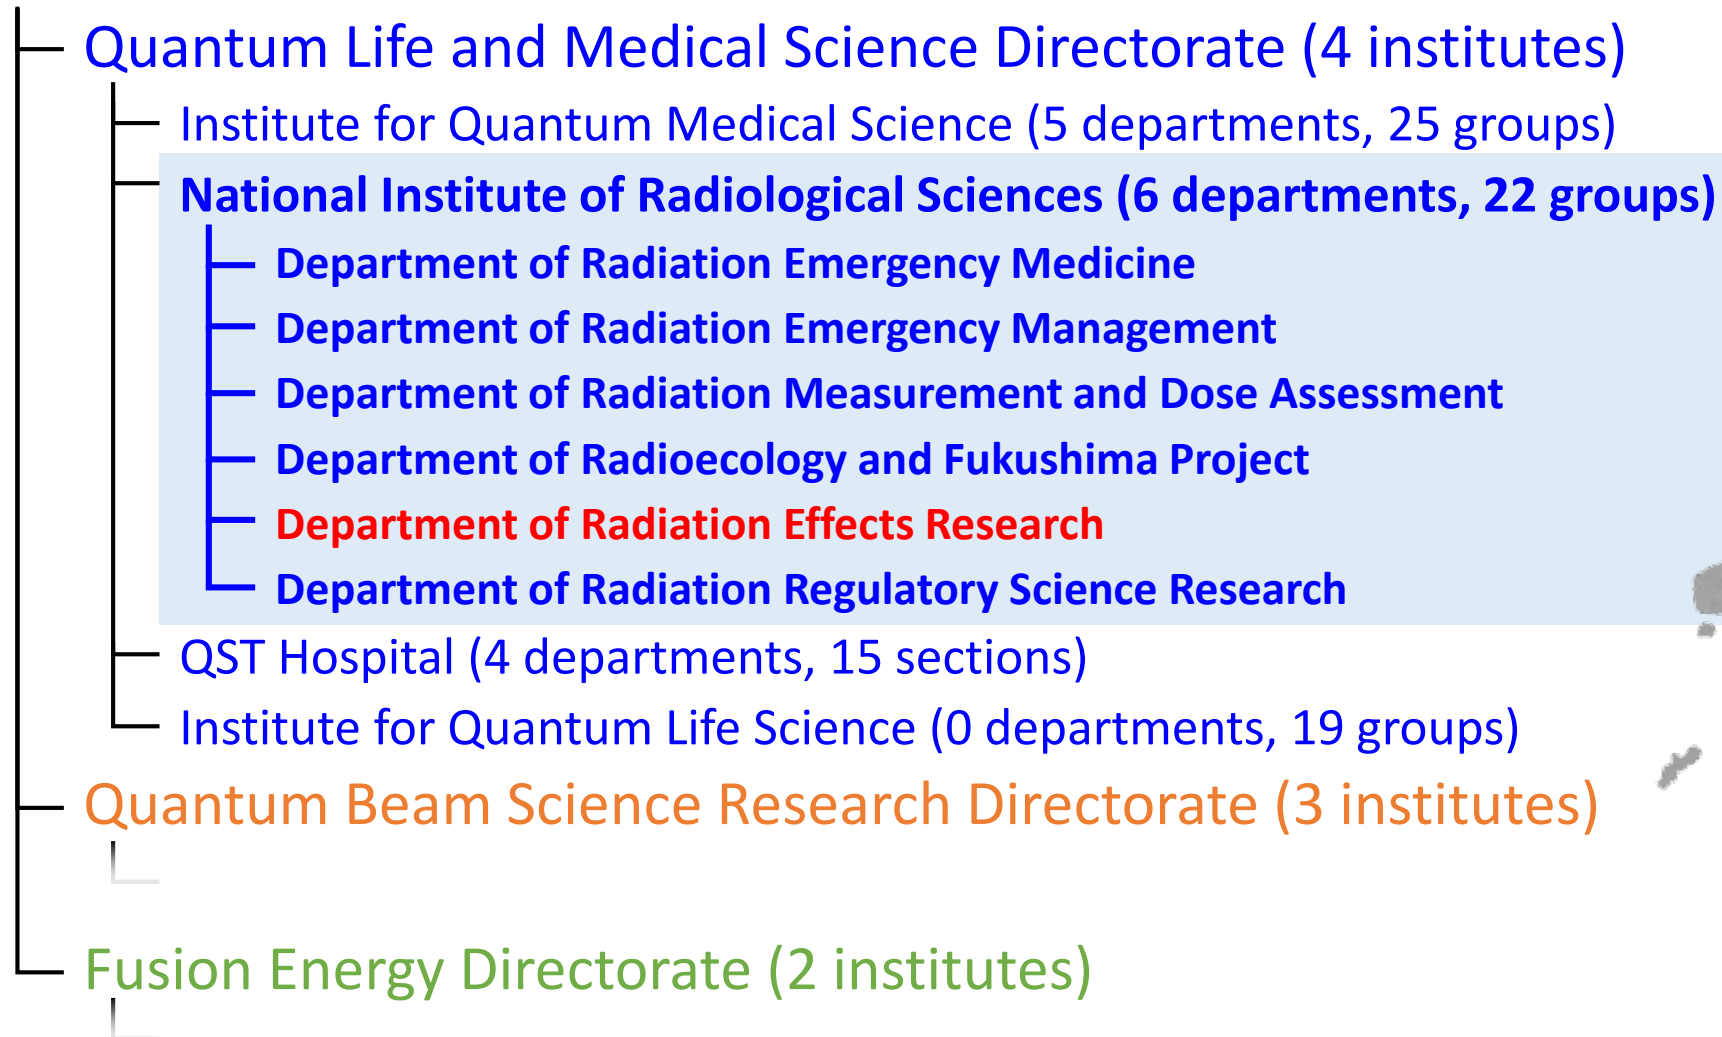 Quantum Life and Medical Science Directorate (4 institutes)
Institute for Quantum Medical Science (5 departments, 25 groups)
National Institute of Radiological Sciences (6 departments, 22 groups)
Department of Radiation Emergency Medicine
Department of Radiation Emergency Management
Department of Radiation Measurement and Dose Assessment
Department of Radioecology and Fukushima Project
Department of Radiation Effects Research
Department of Radiation Regulatory Science Research
QST Hospital (4 departments, 15 sections)
Institute for Quantum Life Science (0 departments, 19 groups)
Quantum Beam Science Research Directorate (3 institutes)
Fusion Energy Directorate (2 institutes)